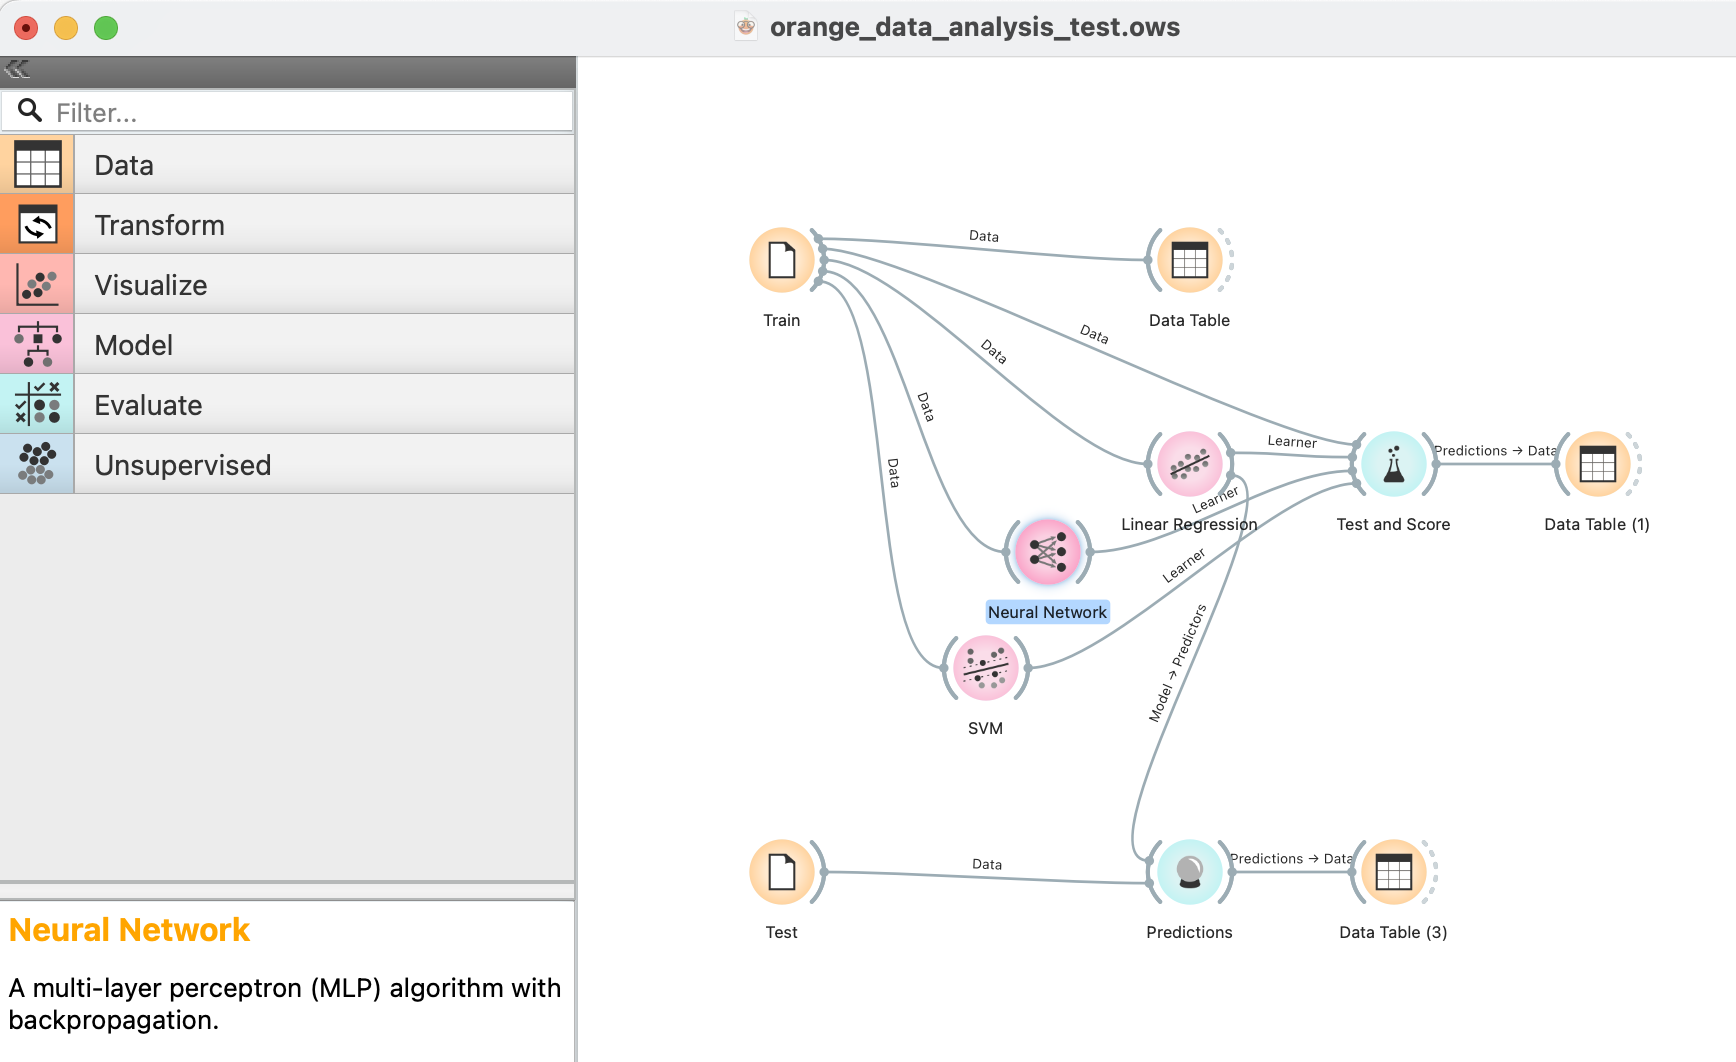 orange_data_analysis_test.ows
Filter...
Data
Transform
Visualize
Model
Evaluate
Unsupervised
Neural Network
A multi-layer perceptron (MLP) algorithm with
backpropagation.
Data
Train
Data Table
Data
Data
Data
Data
Learner
Predictions → Data
Learner
Linear Regression
Test and Score
Data Table (1)
Learner
Neural Network
Model → Predictors
SVM
Data
Predictions → Data
Test
Predictions
Data Table (3)